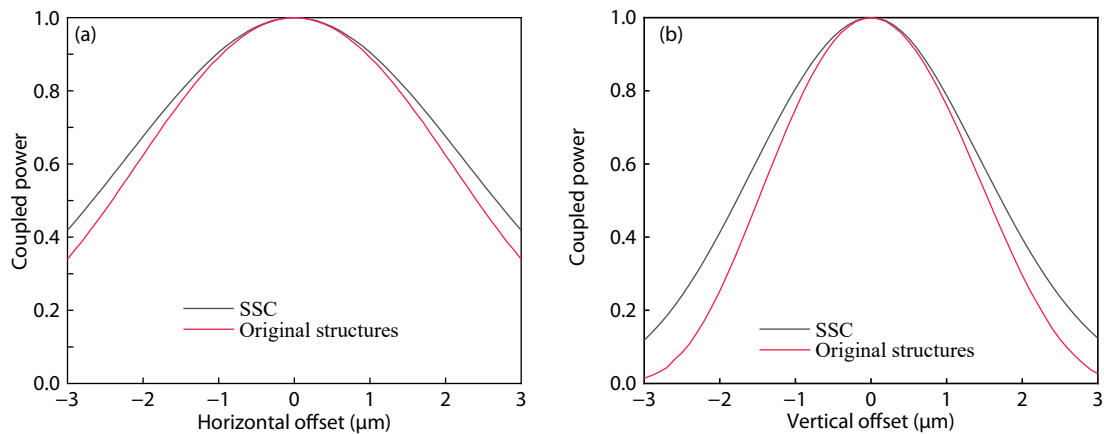 (a)
Coupled power
1.0
0.8
0.6
0.4
0.2
0.0
SSC
Original structures
−3 −2 −1 0 1 2 3
Horizontal offset (μm)
(b)
Coupled power
1.0
0.8
0.6
0.4
0.2
0.0
SSC
Original structures
−3 −2 −1 0 1 2 3
Vertical offset (μm)